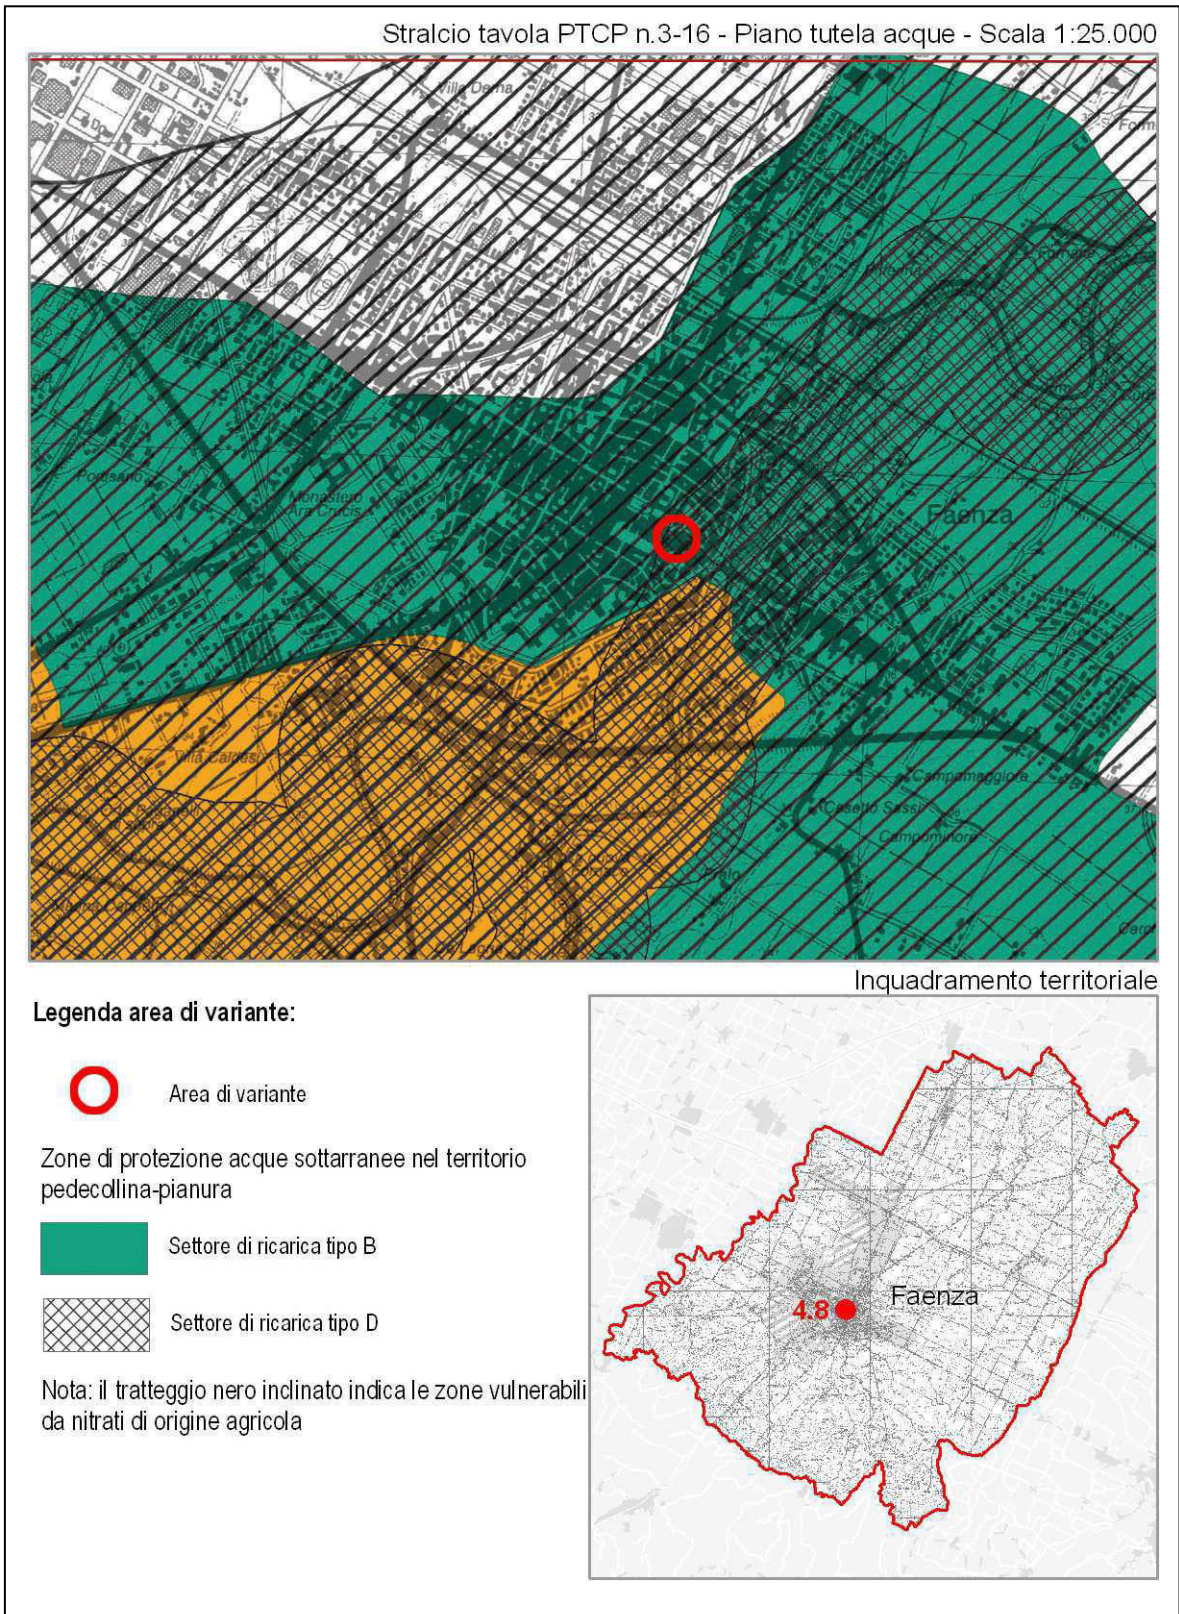 Stralcio tavola PTCP n.3-16 - Piano tutela acque - Scala 1:25.000
Villa Derna
Form
Monastero
Ara Crucis
Faenza
Villa Caldesi
Campomaggiore
Casetto Sassi
Campominore
Prato
Inquadramento territoriale
Legenda area di variante:
Area di variante
Zone di protezione acque sottarranee nel territorio
pedecollina-pianura
Settore di ricarica tipo B
Settore di ricarica tipo D
Nota: il tratteggio nero inclinato indica le zone vulnerabili
da nitrati di origine agricola
4.8
Faenza